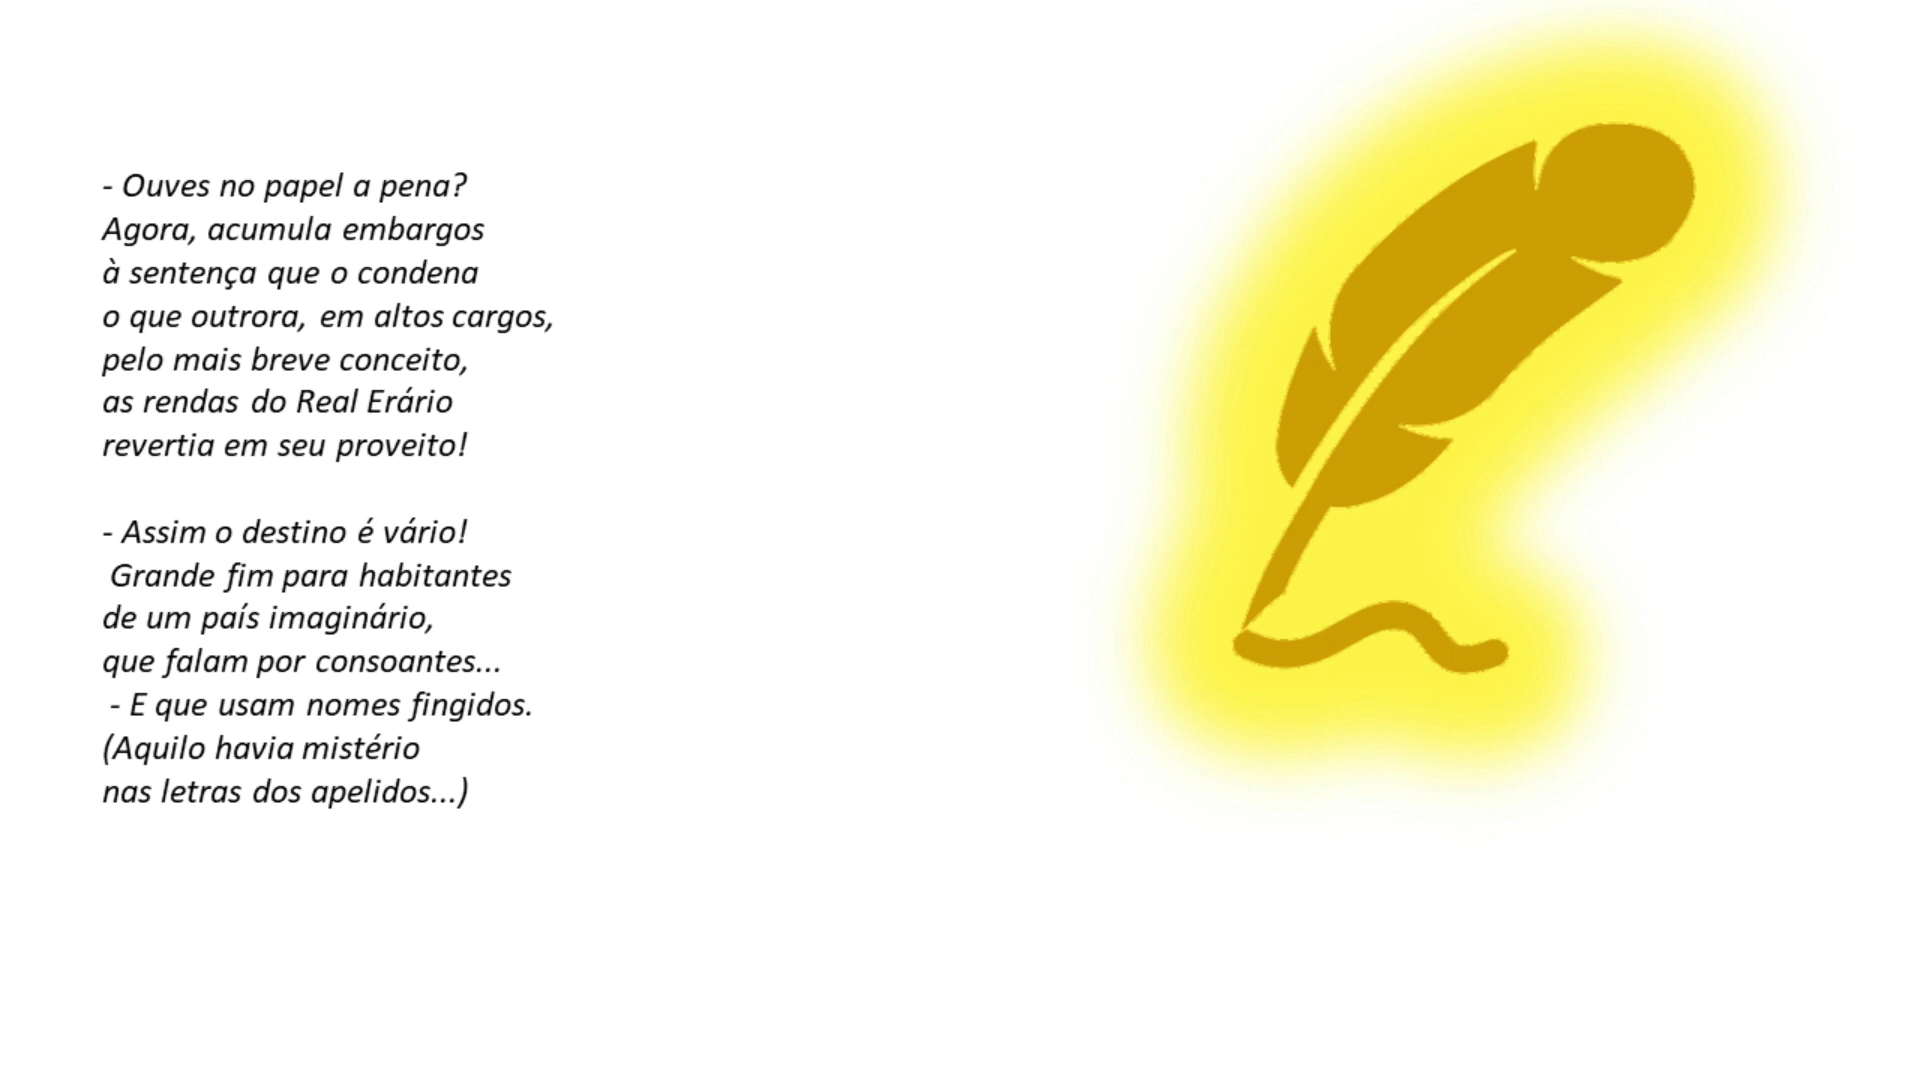 - Ouves no papel a pena?
Agora, acumula embargos
à sentença que o condena
o que outrora, em altos cargos,
pelo mais breve conceito,
as rendas do Real Erário
revertia em seu proveito!

- Assim o destino é vário!
Grande fim para habitantes
de um país imaginário,
que falam por consoantes...
- E que usam nomes fingidos.
(Aquilo havia mistério
nas letras dos apelidos...)